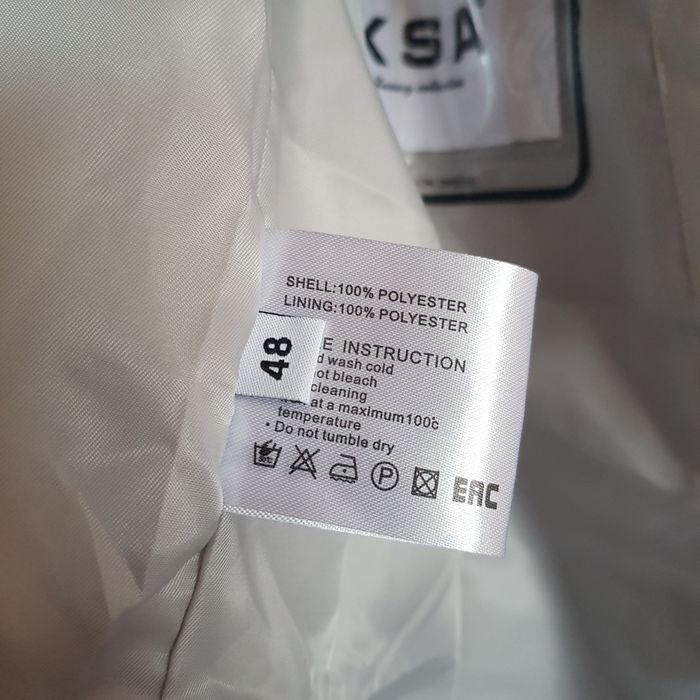 KSA
SHELL:100% POLYESTER
LINING:100% POLYESTER
48
E INSTRUCTION
d wash cold
ot bleach
cleaning
at a maximum100c
temperature
• Do not tumble dry
P
EAC